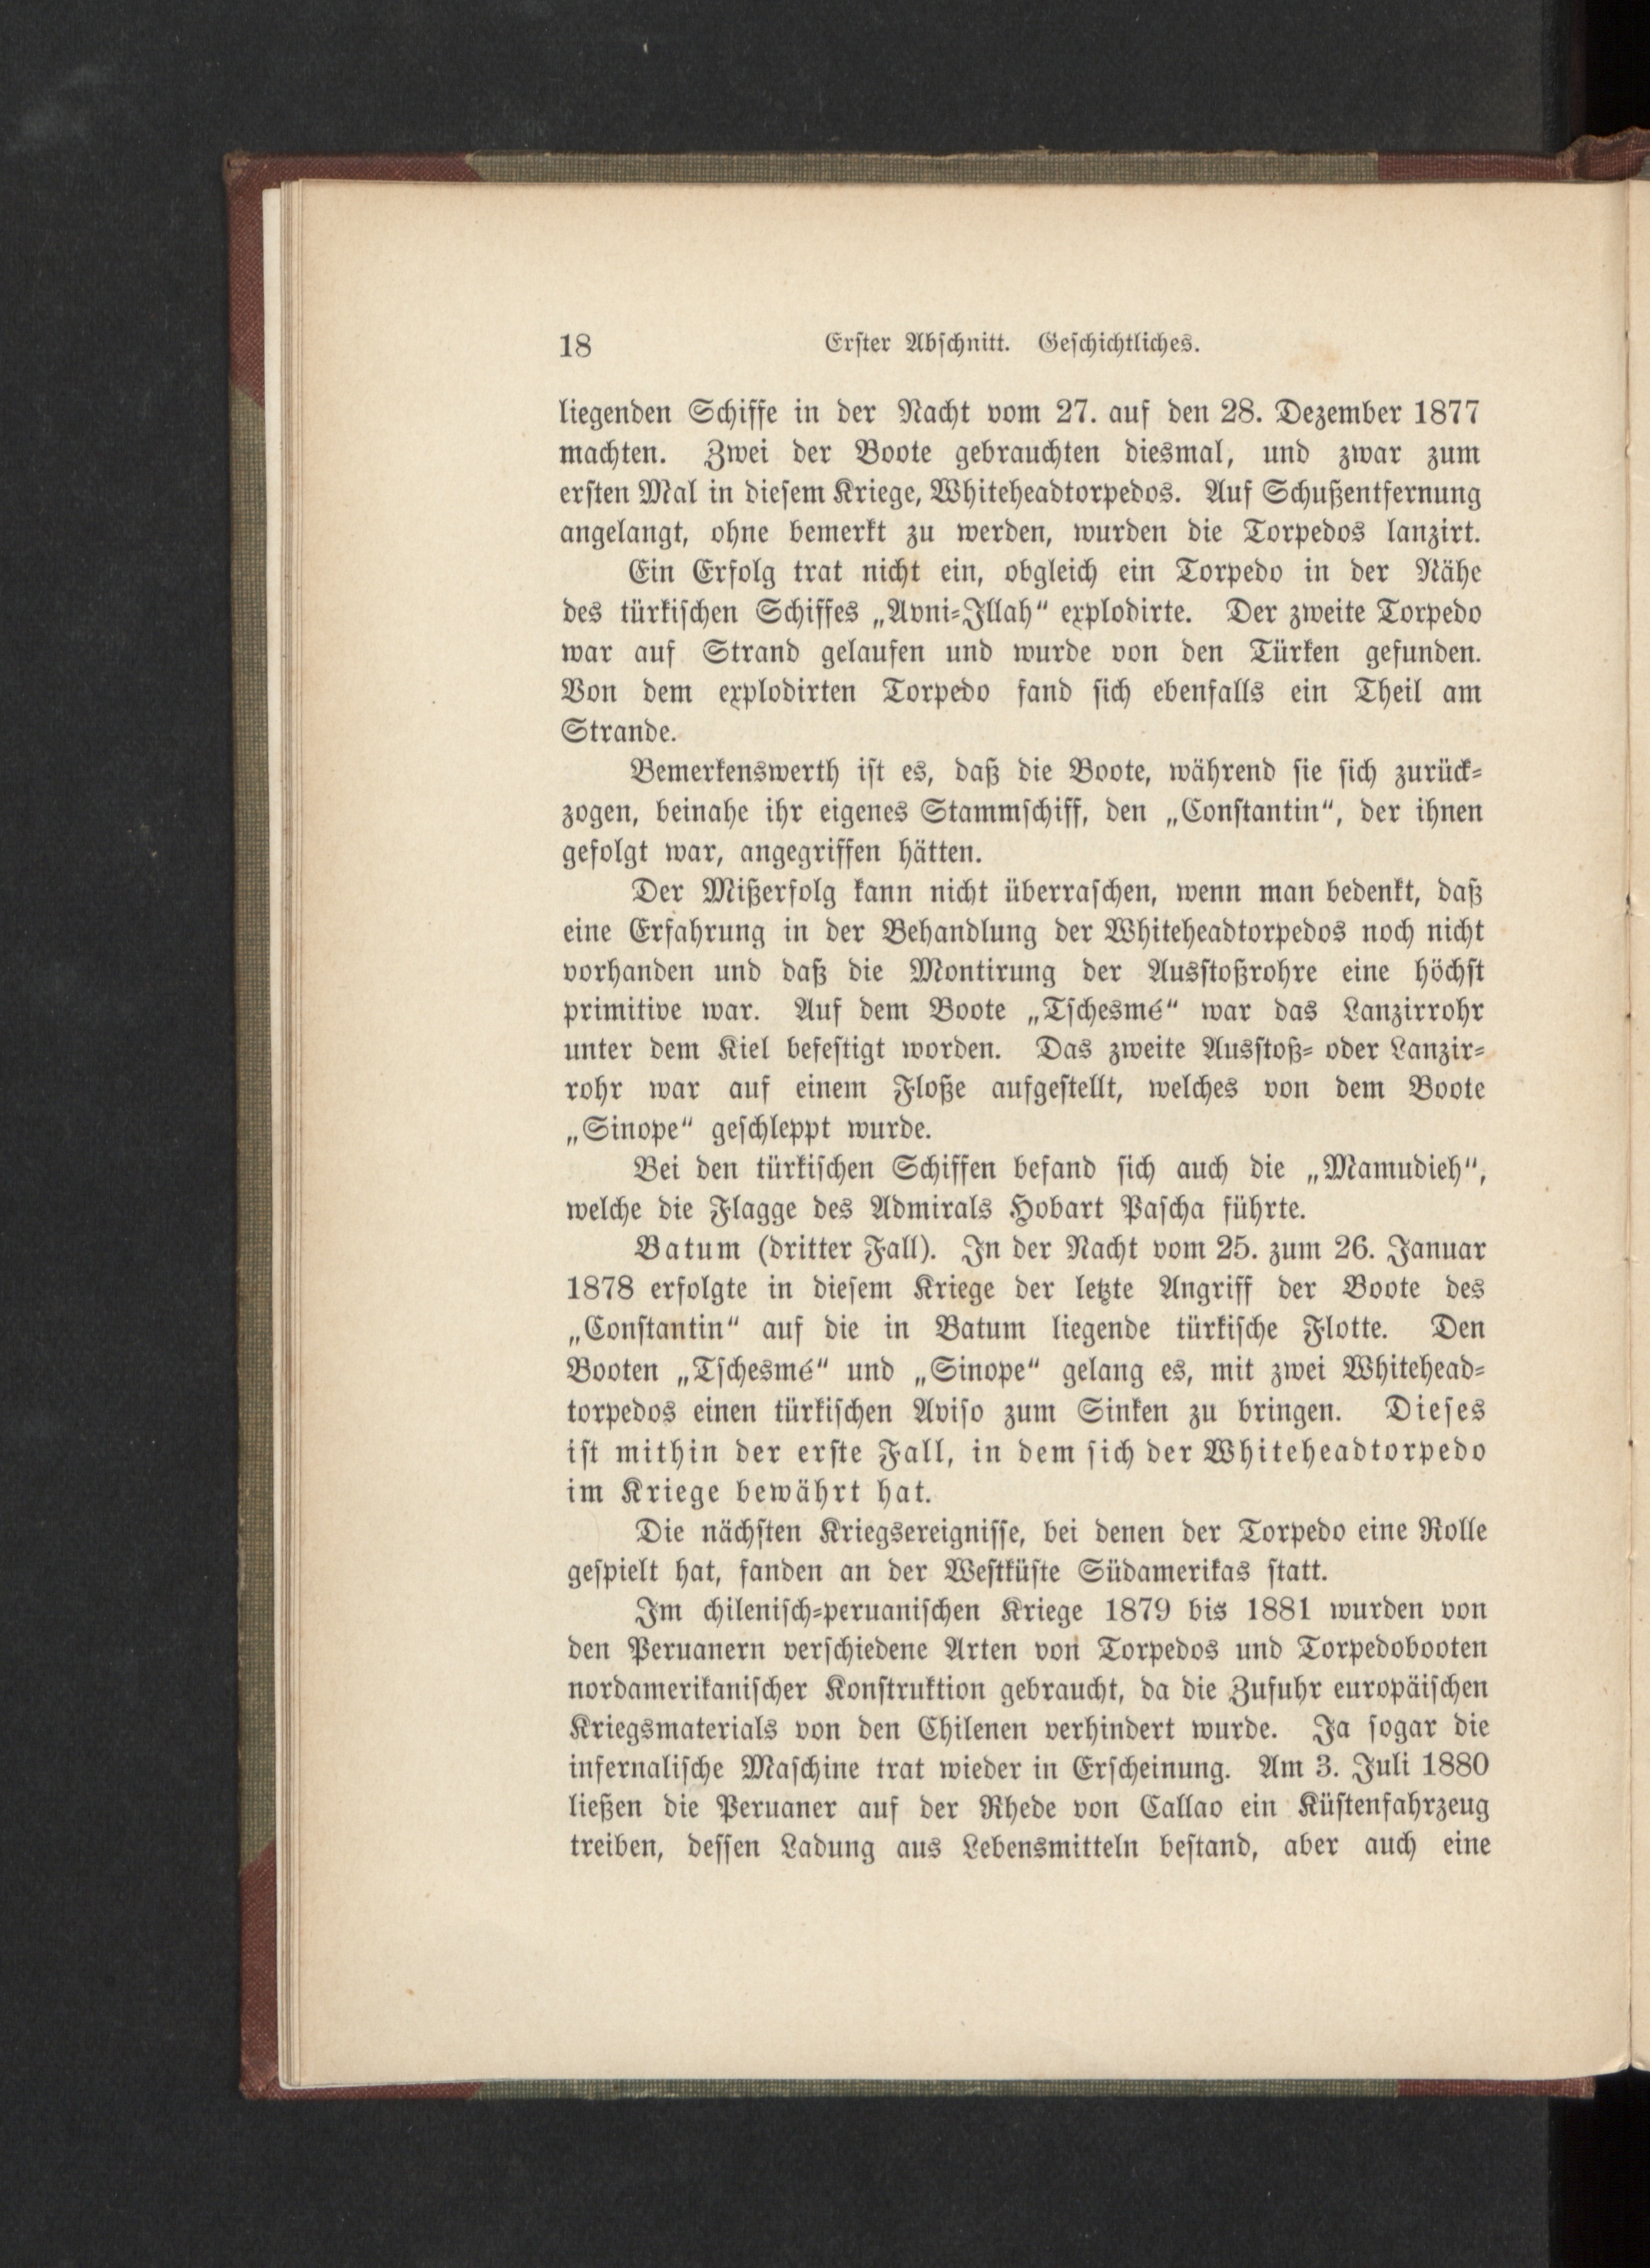 18 Erster Abschnitt. Geschichtliches.
liegenden Schiffe in der Nacht vom 27. auf den 28. Dezember 1877
machten. Zwei der Boote gebrauchten diesmal, und zwar zum
ersten Mal in diesem Kriege, Whiteheadtorpedos. Auf Schußentfernung
angelangt, ohne bemerkt zu werden, wurden die Torpedos lanzirt.
Ein Erfolg trat nicht ein, obgleich ein Torpedo in der Nähe
des türkischen Schiffes „Avni-Illah“ explodirte. Der zweite Torpedo
war auf Strand gelaufen und wurde von den Türken gefunden.
Von dem explodirten Torpedo fand sich ebenfalls ein Theil am
Strande.
Bemerkenswerth ist es, daß die Boote, während sie sich zurück-
zogen, beinahe ihr eigenes Stammschiff, den „Constantin“, der ihnen
gefolgt war, angegriffen hätten.
Der Mißerfolg kann nicht überraschen, wenn man bedenkt, daß
eine Erfahrung in der Behandlung der Whiteheadtorpedos noch nicht
vorhanden und daß die Montirung der Ausstoßrohre eine höchst
primitive war. Auf dem Boote „Tschesmé“ war das Lanzirrohr
unter dem Kiel befestigt worden. Das zweite Ausstoß- oder Lanzir-
rohr war auf einem Floße aufgestellt, welches von dem Boote
„Sinope“ geschleppt wurde.
Bei den türkischen Schiffen befand sich auch die „Mamudieh“,
welche die Flagge des Admirals Hobart Pascha führte.
Batum (dritter Fall). In der Nacht vom 25. zum 26. Januar
1878 erfolgte in diesem Kriege der letzte Angriff der Boote des
„Constantin“ auf die in Batum liegende türkische Flotte. Den
Booten „Tschesmé“ und „Sinope“ gelang es, mit zwei Whitehead-
torpedos einen türkischen Aviso zum Sinken zu bringen. Dieses
ist mithin der erste Fall, in dem sich der Whiteheadtorpedo
im Kriege bewährt hat.
Die nächsten Kriegsereignisse, bei denen der Torpedo eine Rolle
gespielt hat, fanden an der Westküste Südamerikas statt.
Im chilenisch-peruanischen Kriege 1879 bis 1881 wurden von
den Peruanern verschiedene Arten von Torpedos und Torpedobooten
nordamerikanischer Konstruktion gebraucht, da die Zufuhr europäischen
Kriegsmaterials von den Chilenen verhindert wurde. Ja sogar die
infernalische Maschine trat wieder in Erscheinung. Am 3. Juli 1880
ließen die Peruaner auf der Rhede von Callao ein Küstenfahrzeug
treiben, dessen Ladung aus Lebensmitteln bestand, aber auch eine